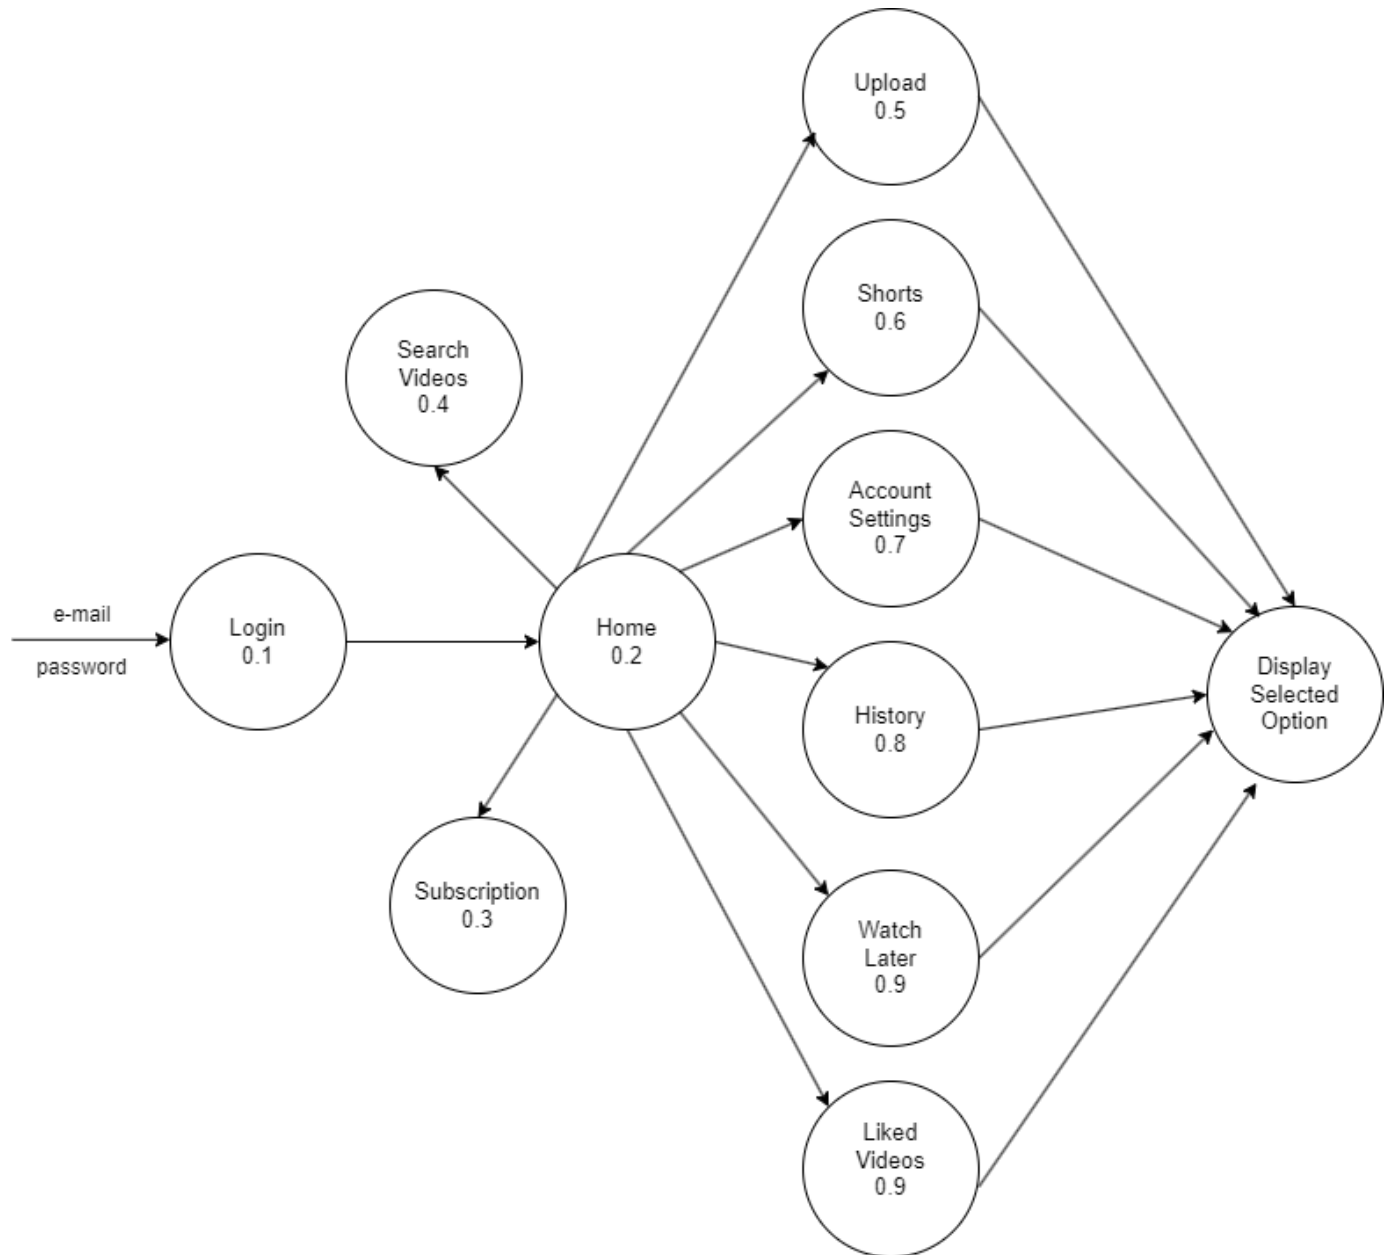 Upload
0.5
Shorts
0.6
Search
Videos
0.4
Account
Settings
0.7
e-mail
password
Login
0.1
Home
0.2
History
0.8
Display
Selected
Option
Subscription
0.3
Watch
Later
0.9
Liked
Videos
0.9